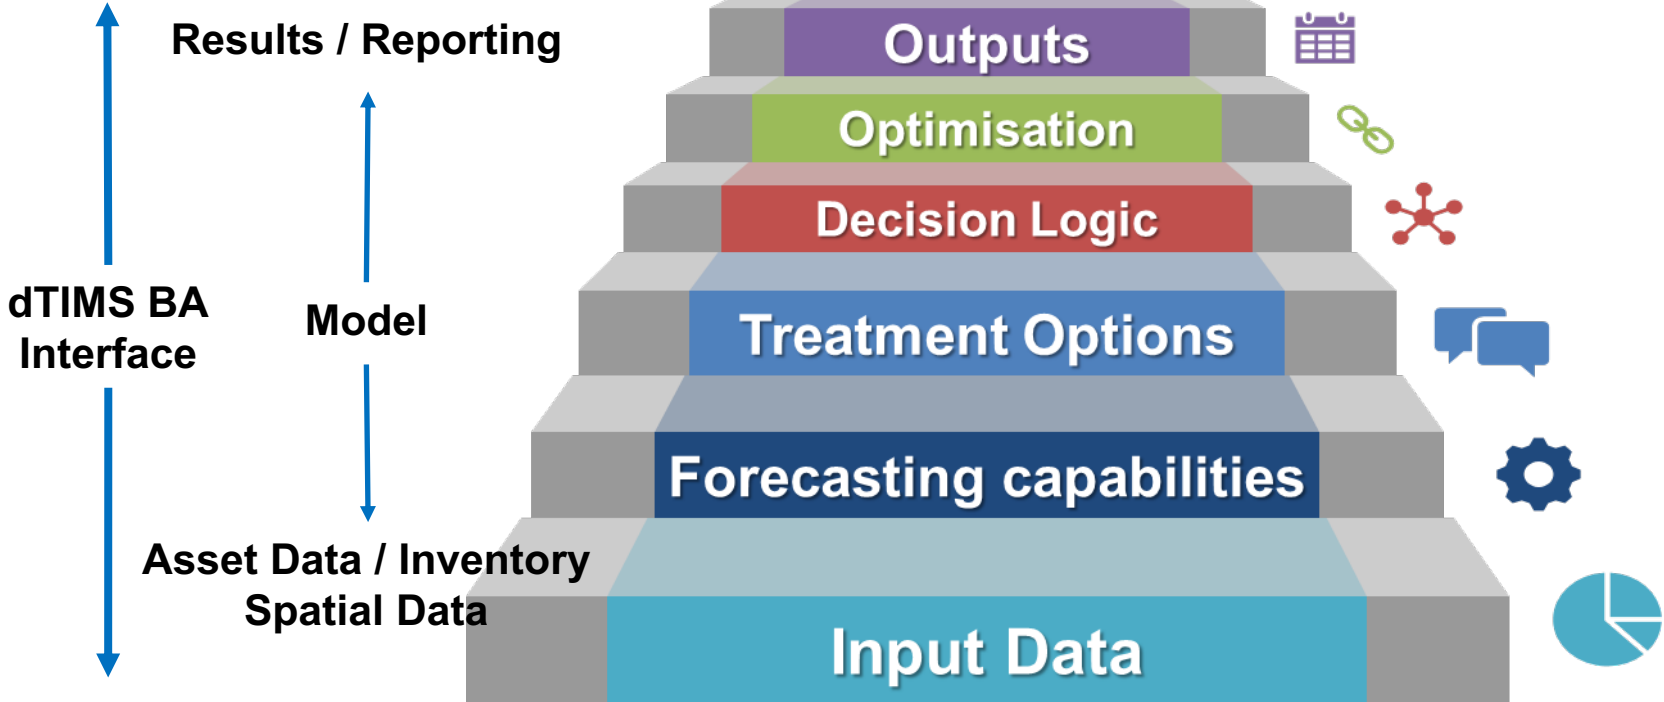 Results / Reporting
Outputs
Optimisation
Decision Logic
dTIMS BA
Interface
Model
Treatment Options
Forecasting capabilities
Asset Data / Inventory
Spatial Data
Input Data